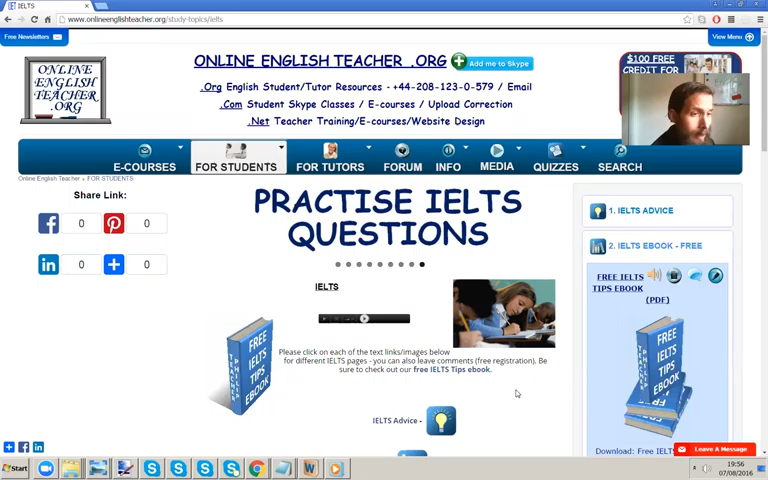 IELTS
www.onlineenglishteacher.org/study-topics/ielts
Free Newsletters
View Menu
ONLINE
ENGLISH
TEACHER
.ORG
ONLINE ENGLISH TEACHER .ORG
Add me to Skype
.Org English Student/Tutor Resources - +44-208-123-0-579 / Email
.Com Student Skype Classes / E-courses / Upload Correction
.Net Teacher Training/E-courses/Website Design
$100 FREE
CREDIT FOR
E-COURSES
FOR STUDENTS
FOR TUTORS
FORUM
INFO
MEDIA
QUIZZES
SEARCH
Online English Teacher > FOR STUDENTS
Share Link:
0
0
0
0
PRACTISE IELTS
QUESTIONS
IELTS
Please click on each of the text links/images below
for different IELTS pages - you can also leave comments (free registration). Be
sure to check out our free IELTS Tips ebook.
FREE
IELTS
TIPS
EBOOK
TEACHER
PHILIP
IELTS Advice -
1. IELTS ADVICE
2. IELTS EBOOK - FREE
FREE IELTS
TIPS EBOOK
(PDF)
FREE
IELTS
TIPS
EBOOK
TEACHER
PHILIP
Download: Free IELT
Leave A Message
Start
19:56
07/08/2016